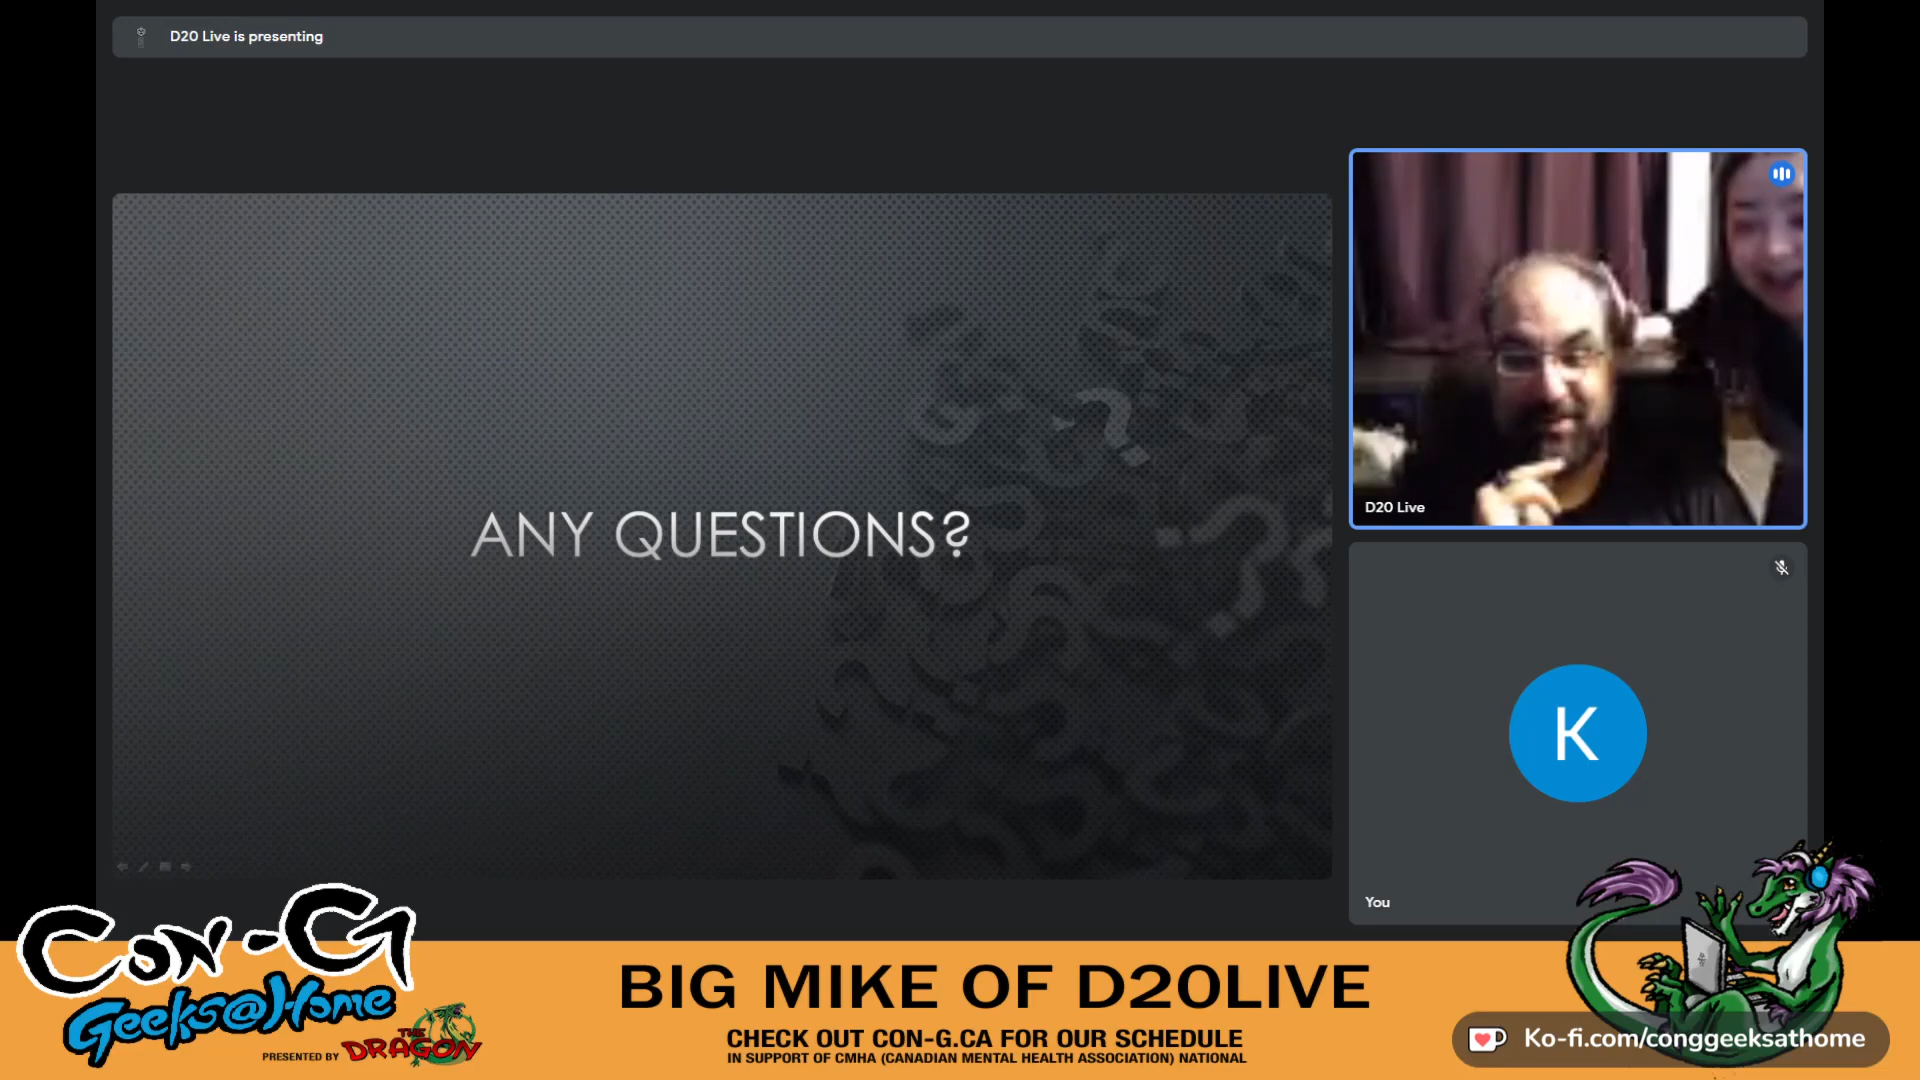 D20 Live is presenting
ANY QUESTIONS?
D20 Live
K
You
CON-G
Geeks@Home
PRESENTED BY THE DRAGON
BIG MIKE OF D20LIVE
CHECK OUT CON-G.CA FOR OUR SCHEDULE
IN SUPPORT OF CMHA (CANADIAN MENTAL HEALTH ASSOCIATION) NATIONAL
Ko-fi.com/conggeeksathome